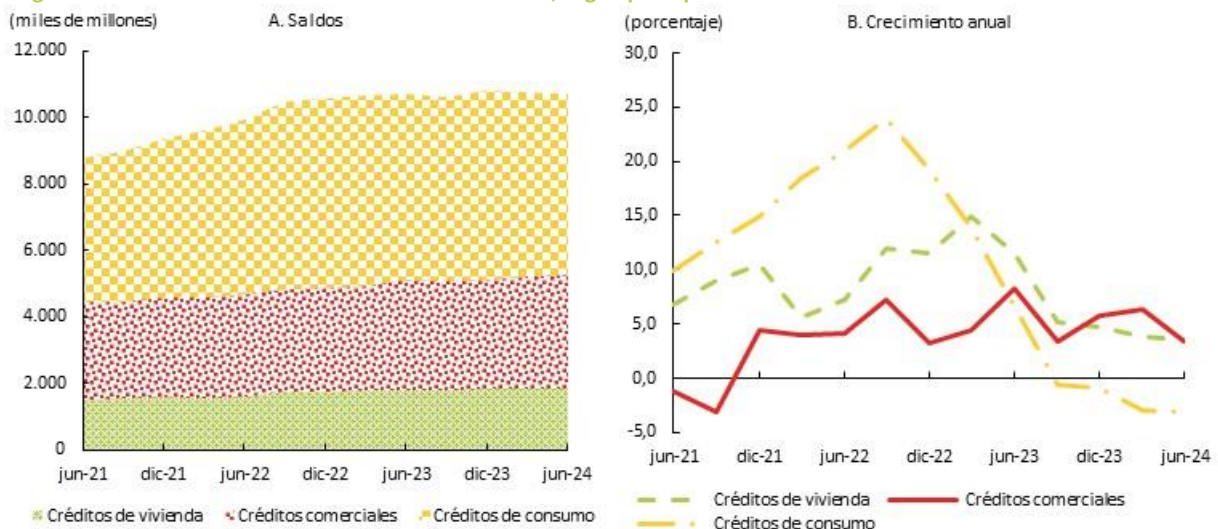 (miles de millones)
A. Saldos
12.000
10.000
8.000
6.000
4.000
2.000
0
jun-21
dic-21
jun-22
dic-22
jun-23
dic-23
jun-24
Créditos de vivienda
Créditos comerciales
Créditos de consumo
(porcentaje)
B. Crecimiento anual
30,0
25,0
20,0
15,0
10,0
5,0
0,0
-5,0
jun-21
dic-21
jun-22
dic-22
jun-23
dic-23
jun-24
Créditos de vivienda
Créditos comerciales
Créditos de consumo